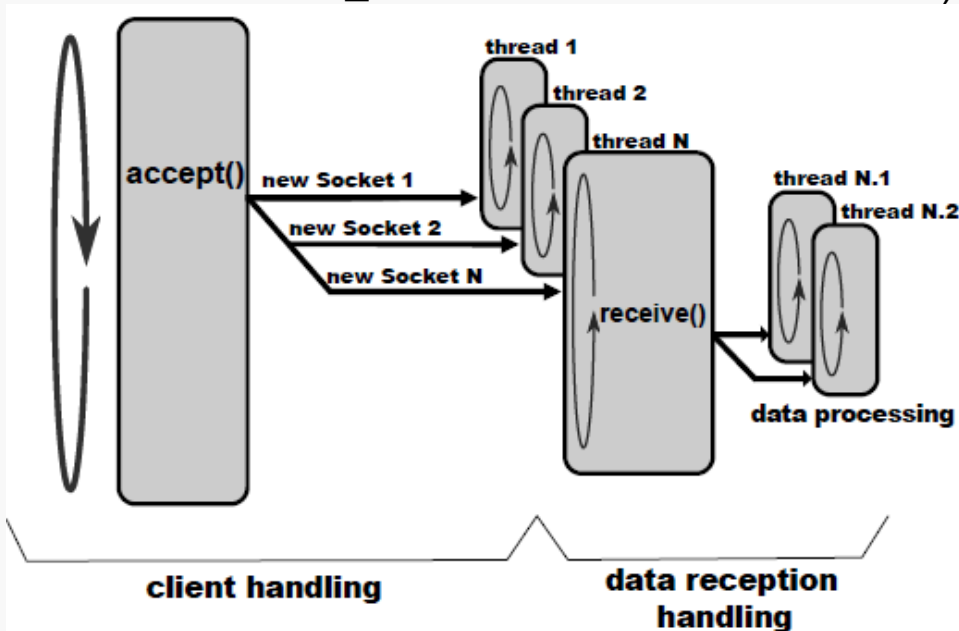 thread 1
thread 2
thread N
accept()
new Socket 1
new Socket 2
new Socket N
receive()
thread N.1
thread N.2
data processing
client handling
data reception
handling